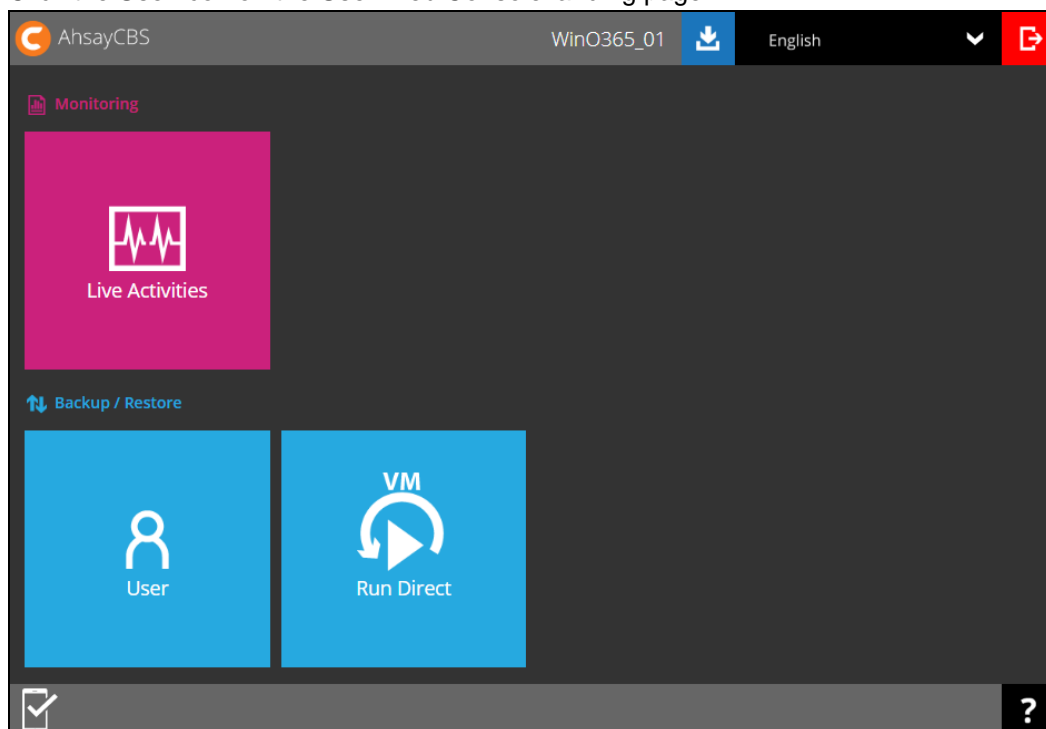 AhsayCBS WinO365_01 English
Monitoring
Live Activities
Backup / Restore
VM
User Run Direct
?